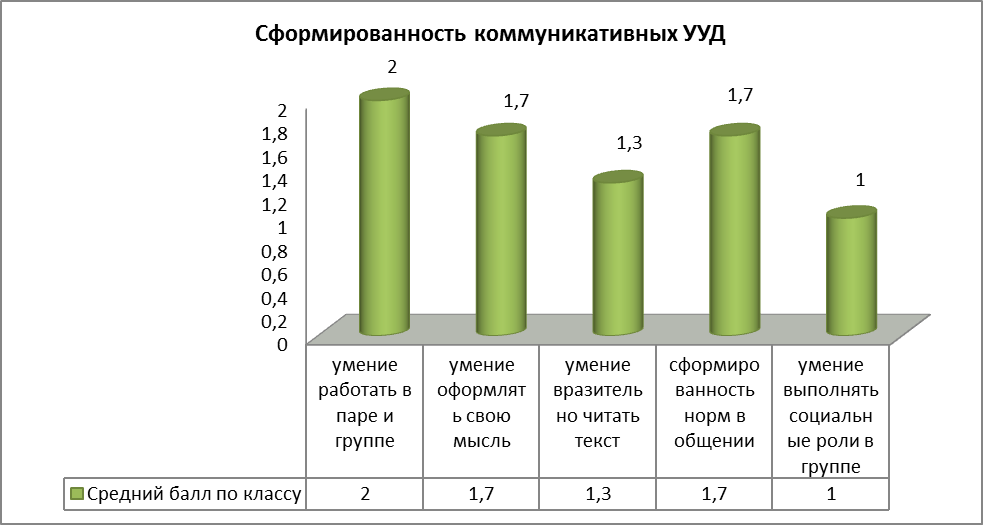 Сформированность коммуникативных УУД
2
1,7
1,3
1,7
1
2
1,8
1,6
1,4
1,2
1
0,8
0,6
0,4
0,2
0
умение
работать в
паре и
группе
умение
оформлят
ь свою
мысль
умение
вразитель
но читать
текст
сформиро
ванность
норм в
общении
умение
выполнять
социальн
ые роли в
группе
Средний балл по классу 2 1,7 1,3 1,7 1